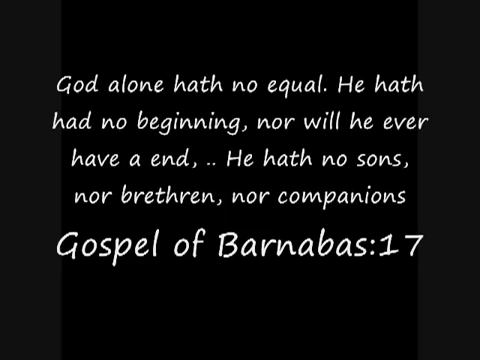 God alone hath no equal. He hath
had no beginning, nor will he ever
have a end, .. He hath no sons,
nor brethren, nor companions
Gospel of Barnabas:17